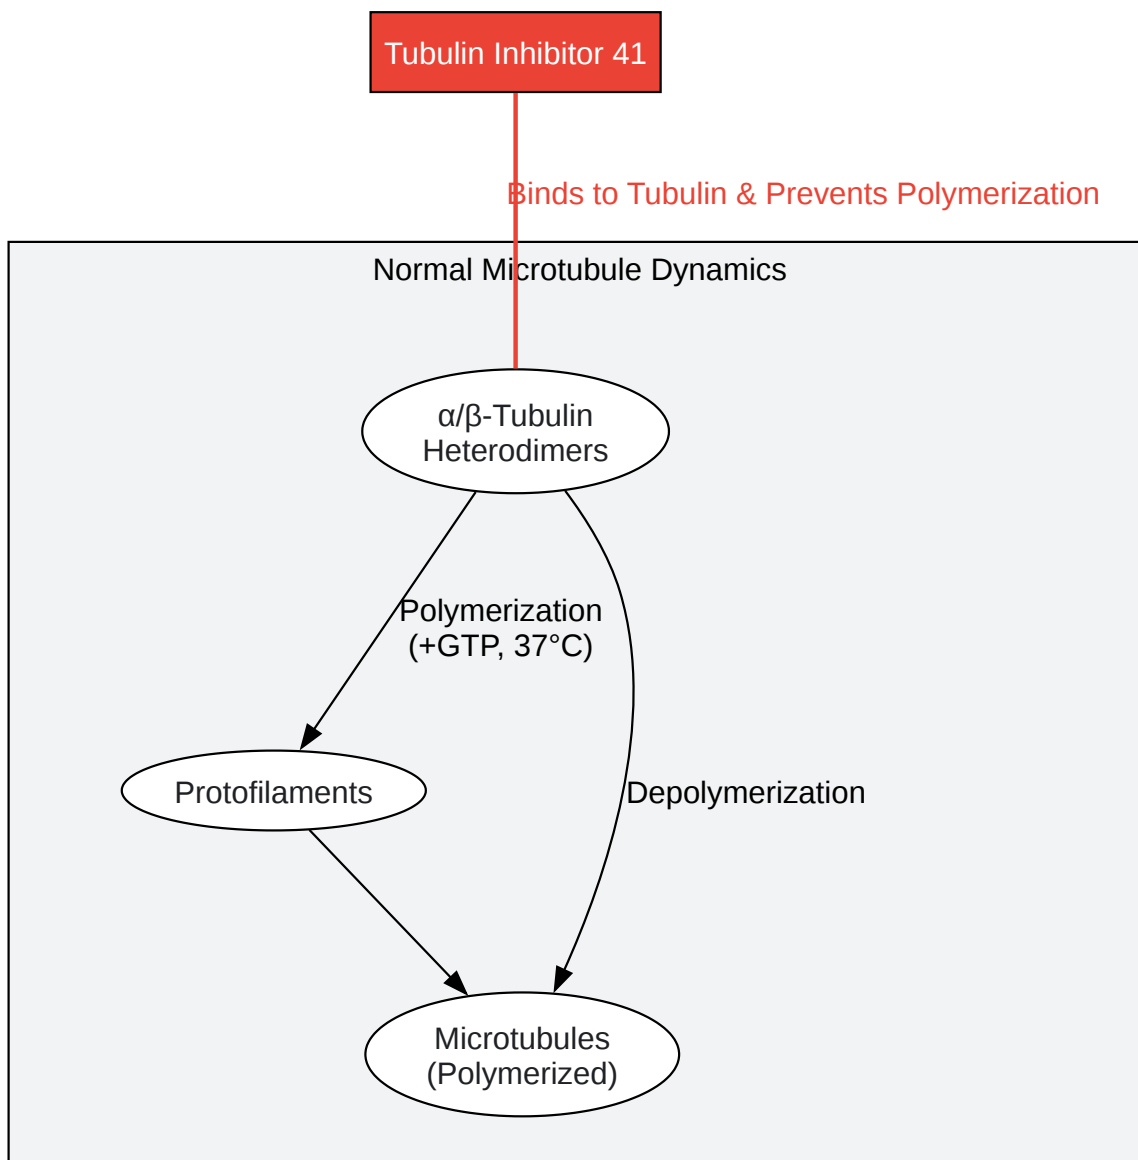 Tubulin Inhibitor 41
Binds to Tubulin & Prevents Polymerization
Normal Microtubule Dynamics
α/β-Tubulin
Heterodimers
Polymerization
(+GTP, 37°C)
Protofilaments
Depolymerization
Microtubules
(Polymerized)